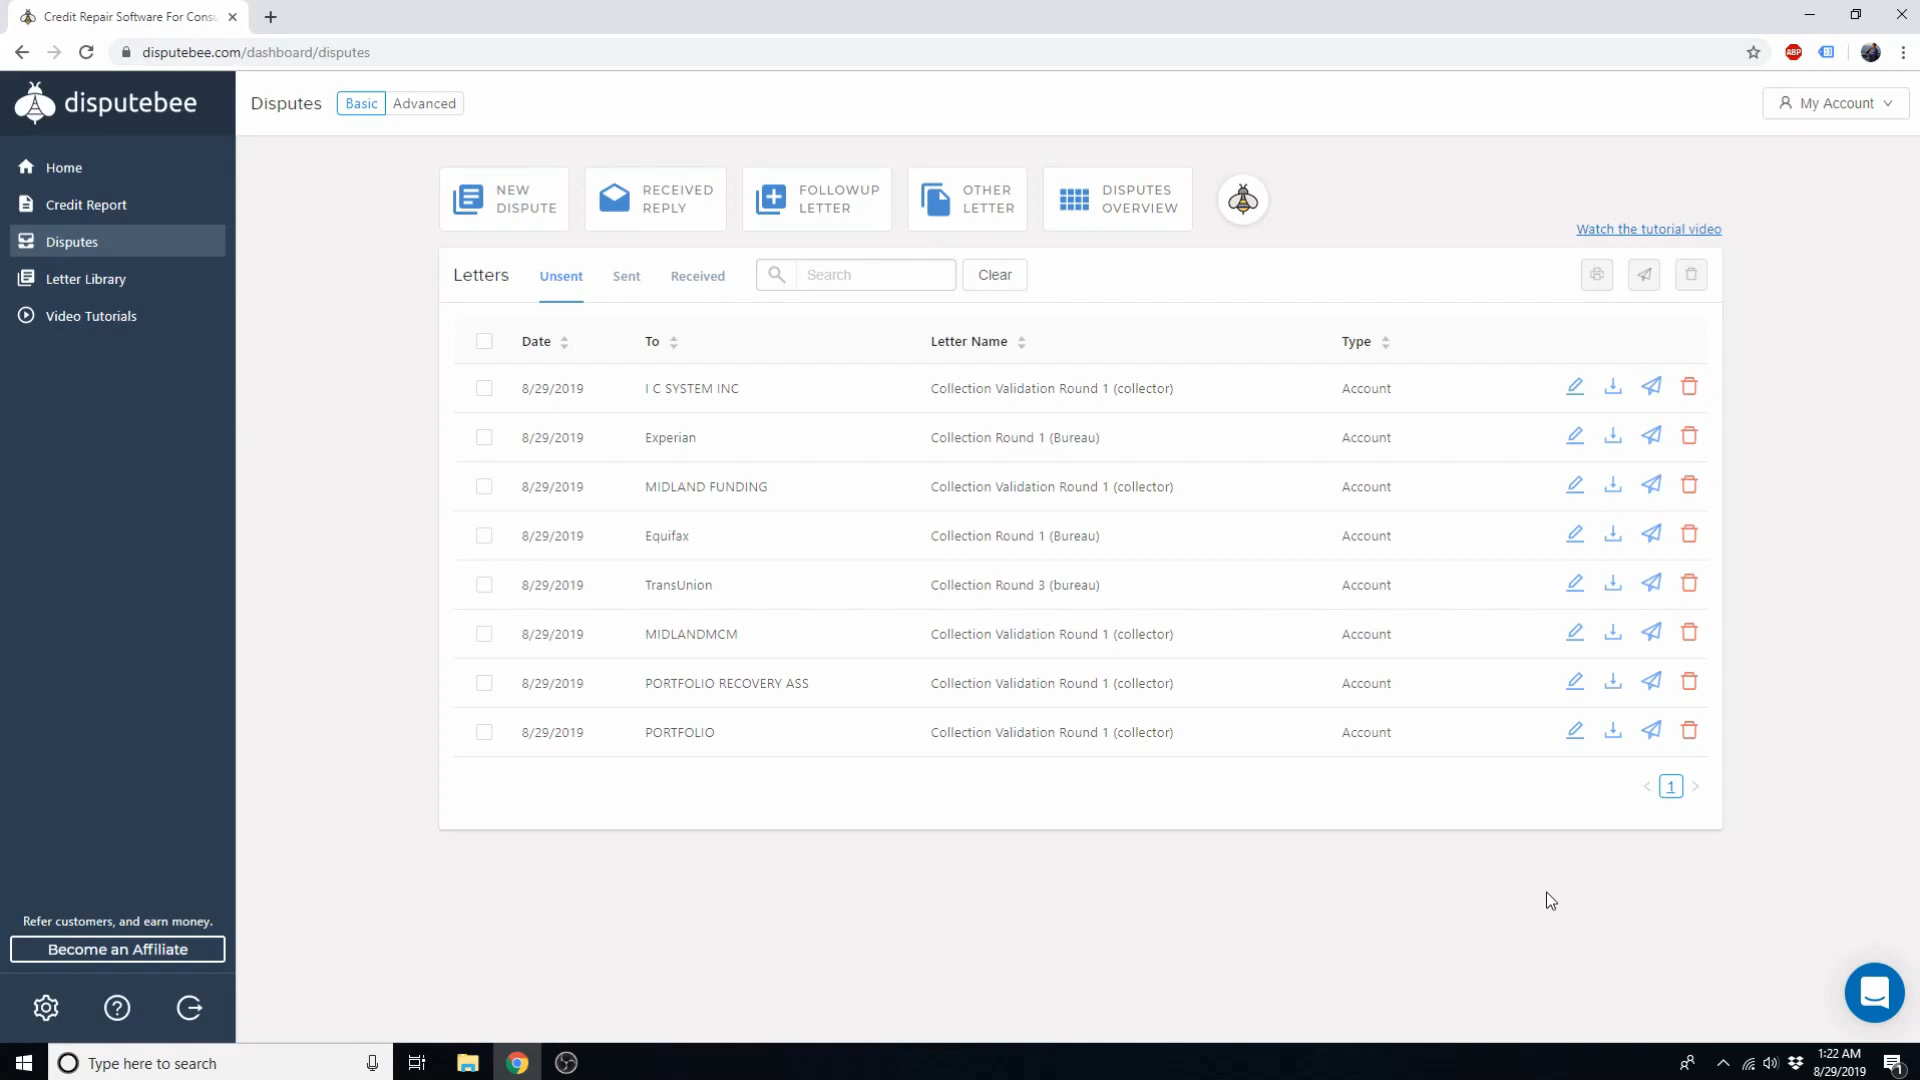 Credit Repair Software For Consu
disputebee.com/dashboard/disputes
ABP
disputebee
Disputes
Basic
Advanced
My Account
Home
Credit Report
Disputes
Letter Library
Video Tutorials
NEW
DISPUTE
RECEIVED
REPLY
FOLLOWUP
LETTER
OTHER
LETTER
DISPUTES
OVERVIEW
Watch the tutorial video
Letters
Unsent
Sent
Received
Search
Clear
Date To Letter Name Type
8/29/2019 I C SYSTEM INC Collection Validation Round 1 (collector) Account
8/29/2019 Experian Collection Round 1 (Bureau) Account
8/29/2019 MIDLAND FUNDING Collection Validation Round 1 (collector) Account
8/29/2019 Equifax Collection Round 1 (Bureau) Account
8/29/2019 TransUnion Collection Round 3 (bureau) Account
8/29/2019 MIDLANDMCM Collection Validation Round 1 (collector) Account
8/29/2019 PORTFOLIO RECOVERY ASS Collection Validation Round 1 (collector) Account
8/29/2019 PORTFOLIO Collection Validation Round 1 (collector) Account
< 1 >
Refer customers, and earn money.
Become an Affiliate
Type here to search
1:22 AM
8/29/2019
1